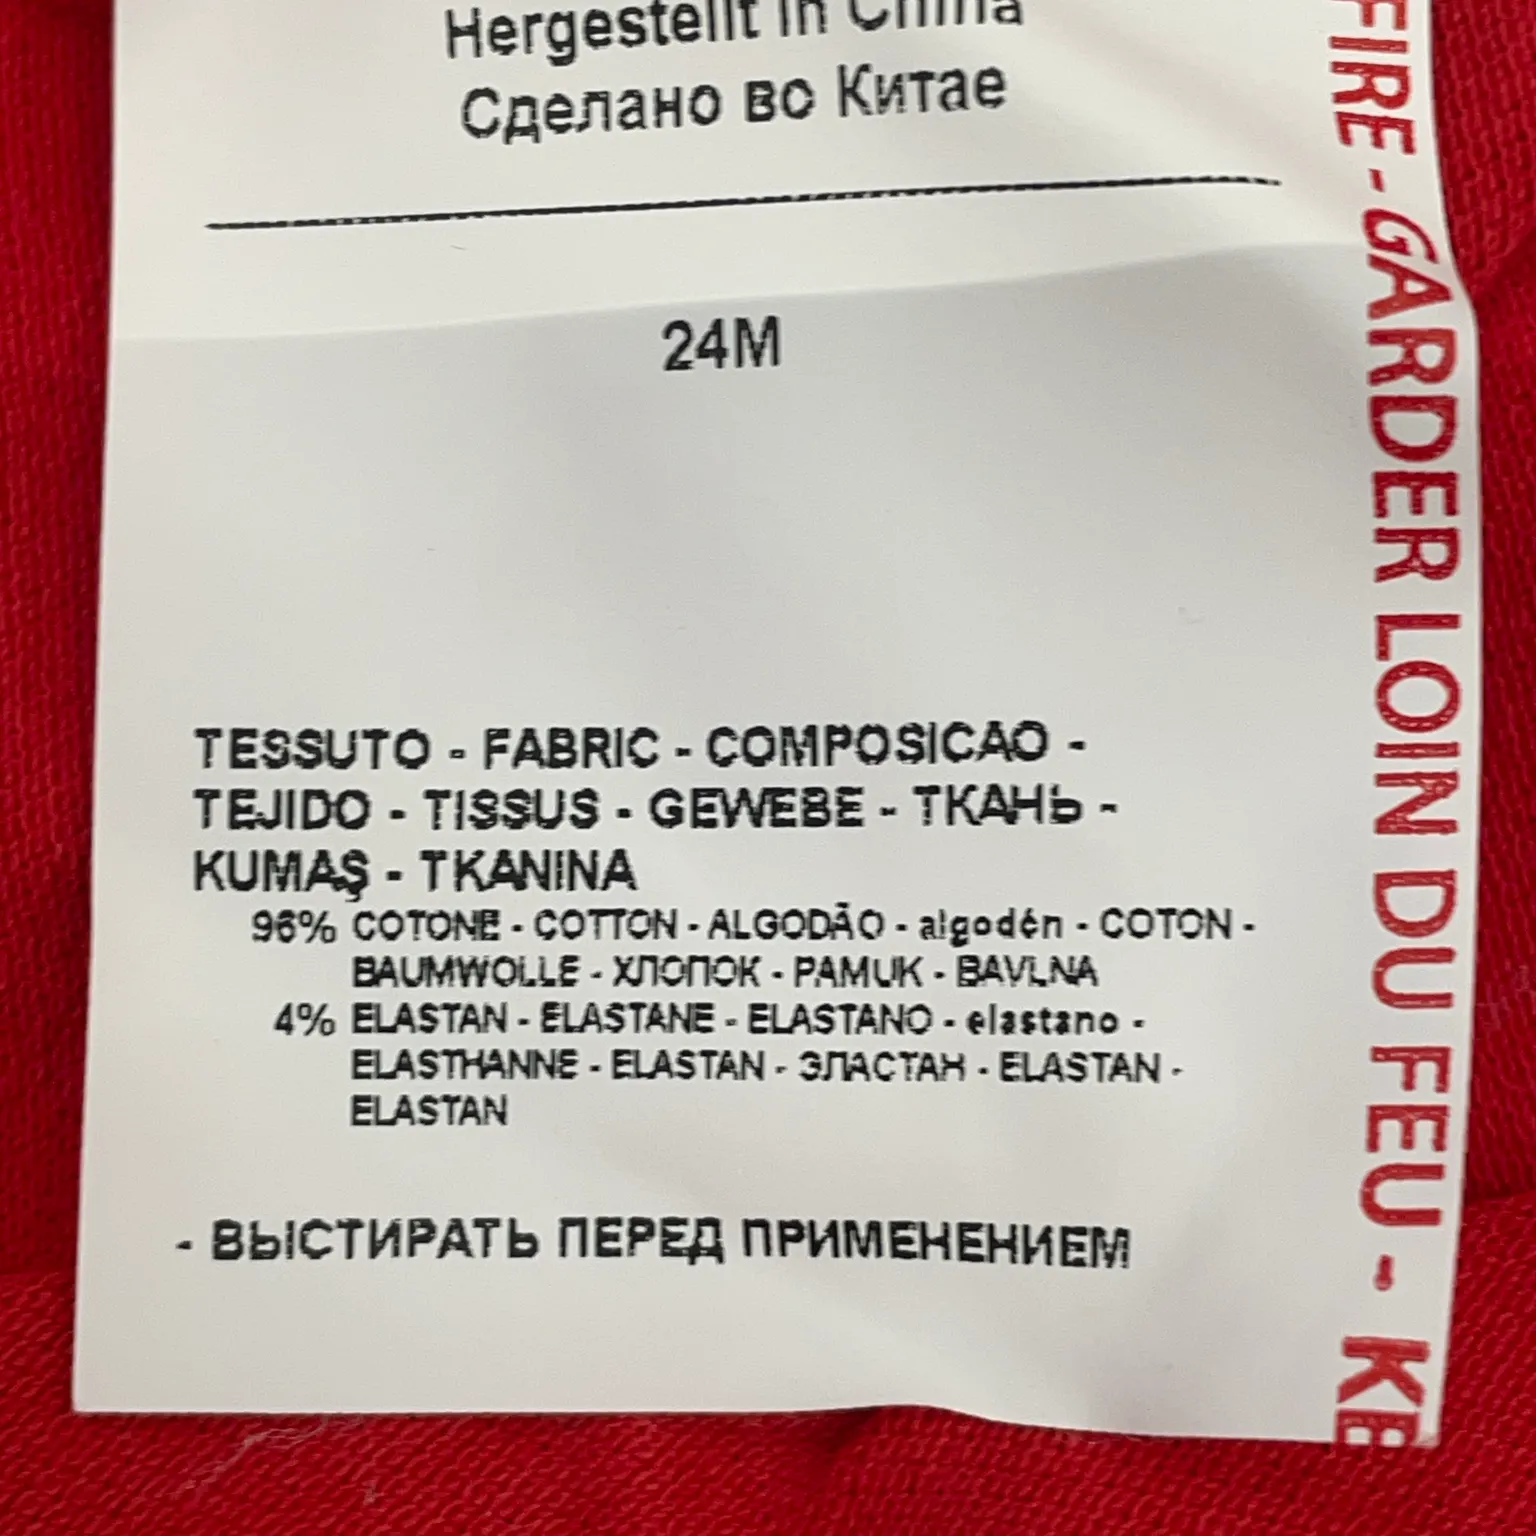 Hergestellt in China
Сделано во Китае
24M
TESSUTO - FABRIC - COMPOSICAO -
TEJIDO - TISSUS - GEWEBE - ТКАНЬ -
KUMAŞ - TKANINA
96% COTONE - COTTON - ALGODÃO - algodén - COTON -
BAUMWOLLE - ХЛОПОК - PAMUK - BAVLNA
4% ELASTAN - ELASTANE - ELASTANO - elastano -
ELASTHANNE - ELASTAN - ЭЛАСТАН - ELASTAN -
ELASTAN
- ВЫСТИРАТЬ ПЕРЕД ПРИМЕНЕНИЕМ
FIRE - GARDER LOIN DU FEU - KE